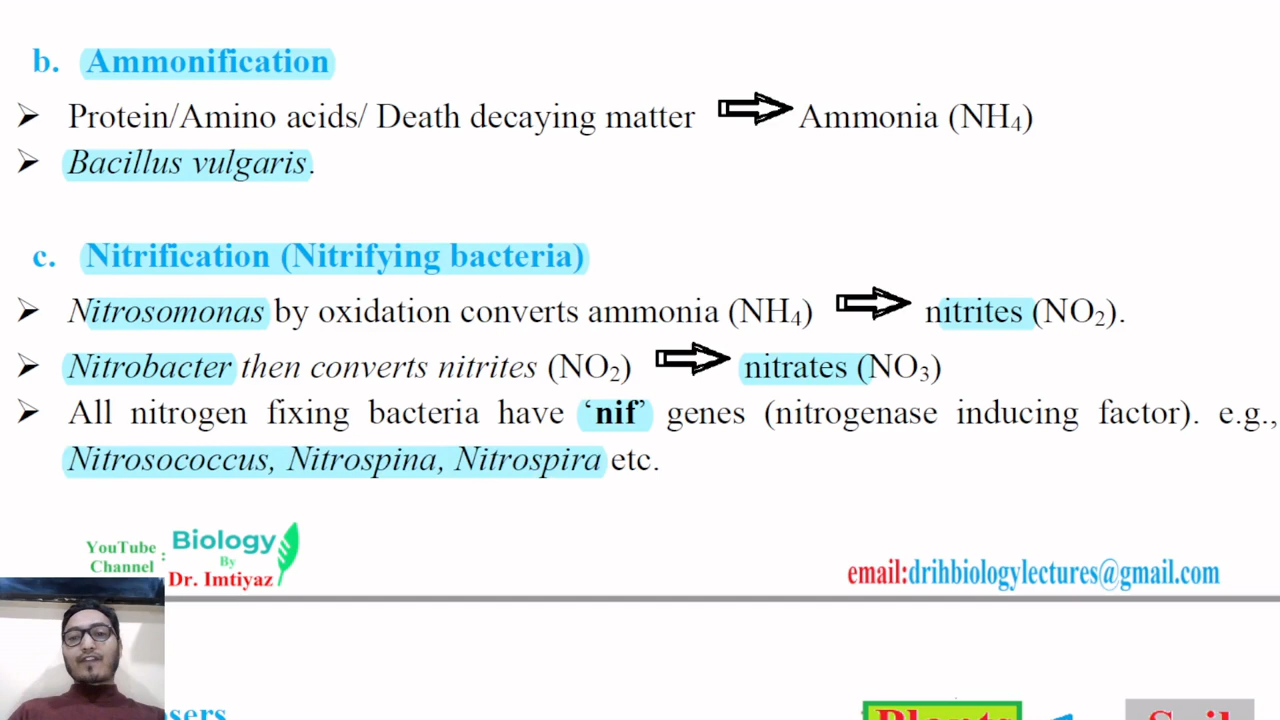 b. Ammonification
➢ Protein/Amino acids/ Death decaying matter ⇨ Ammonia (NH₄)
➢ Bacillus vulgaris.
c. Nitrification (Nitrifying bacteria)
➢ Nitrosomonas by oxidation converts ammonia (NH₄) ⇨ nitrites (NO₂).
➢ Nitrobacter then converts nitrites (NO₂) ⇨ nitrates (NO₃)
➢ All nitrogen fixing bacteria have ‘nif’ genes (nitrogenase inducing factor). e.g.,
Nitrosococcus, Nitrospina, Nitrospira etc.
YouTube Channel : Biology By Dr. Imtiyaz
email:drihbiologylectures@gmail.com
Plants
Soil